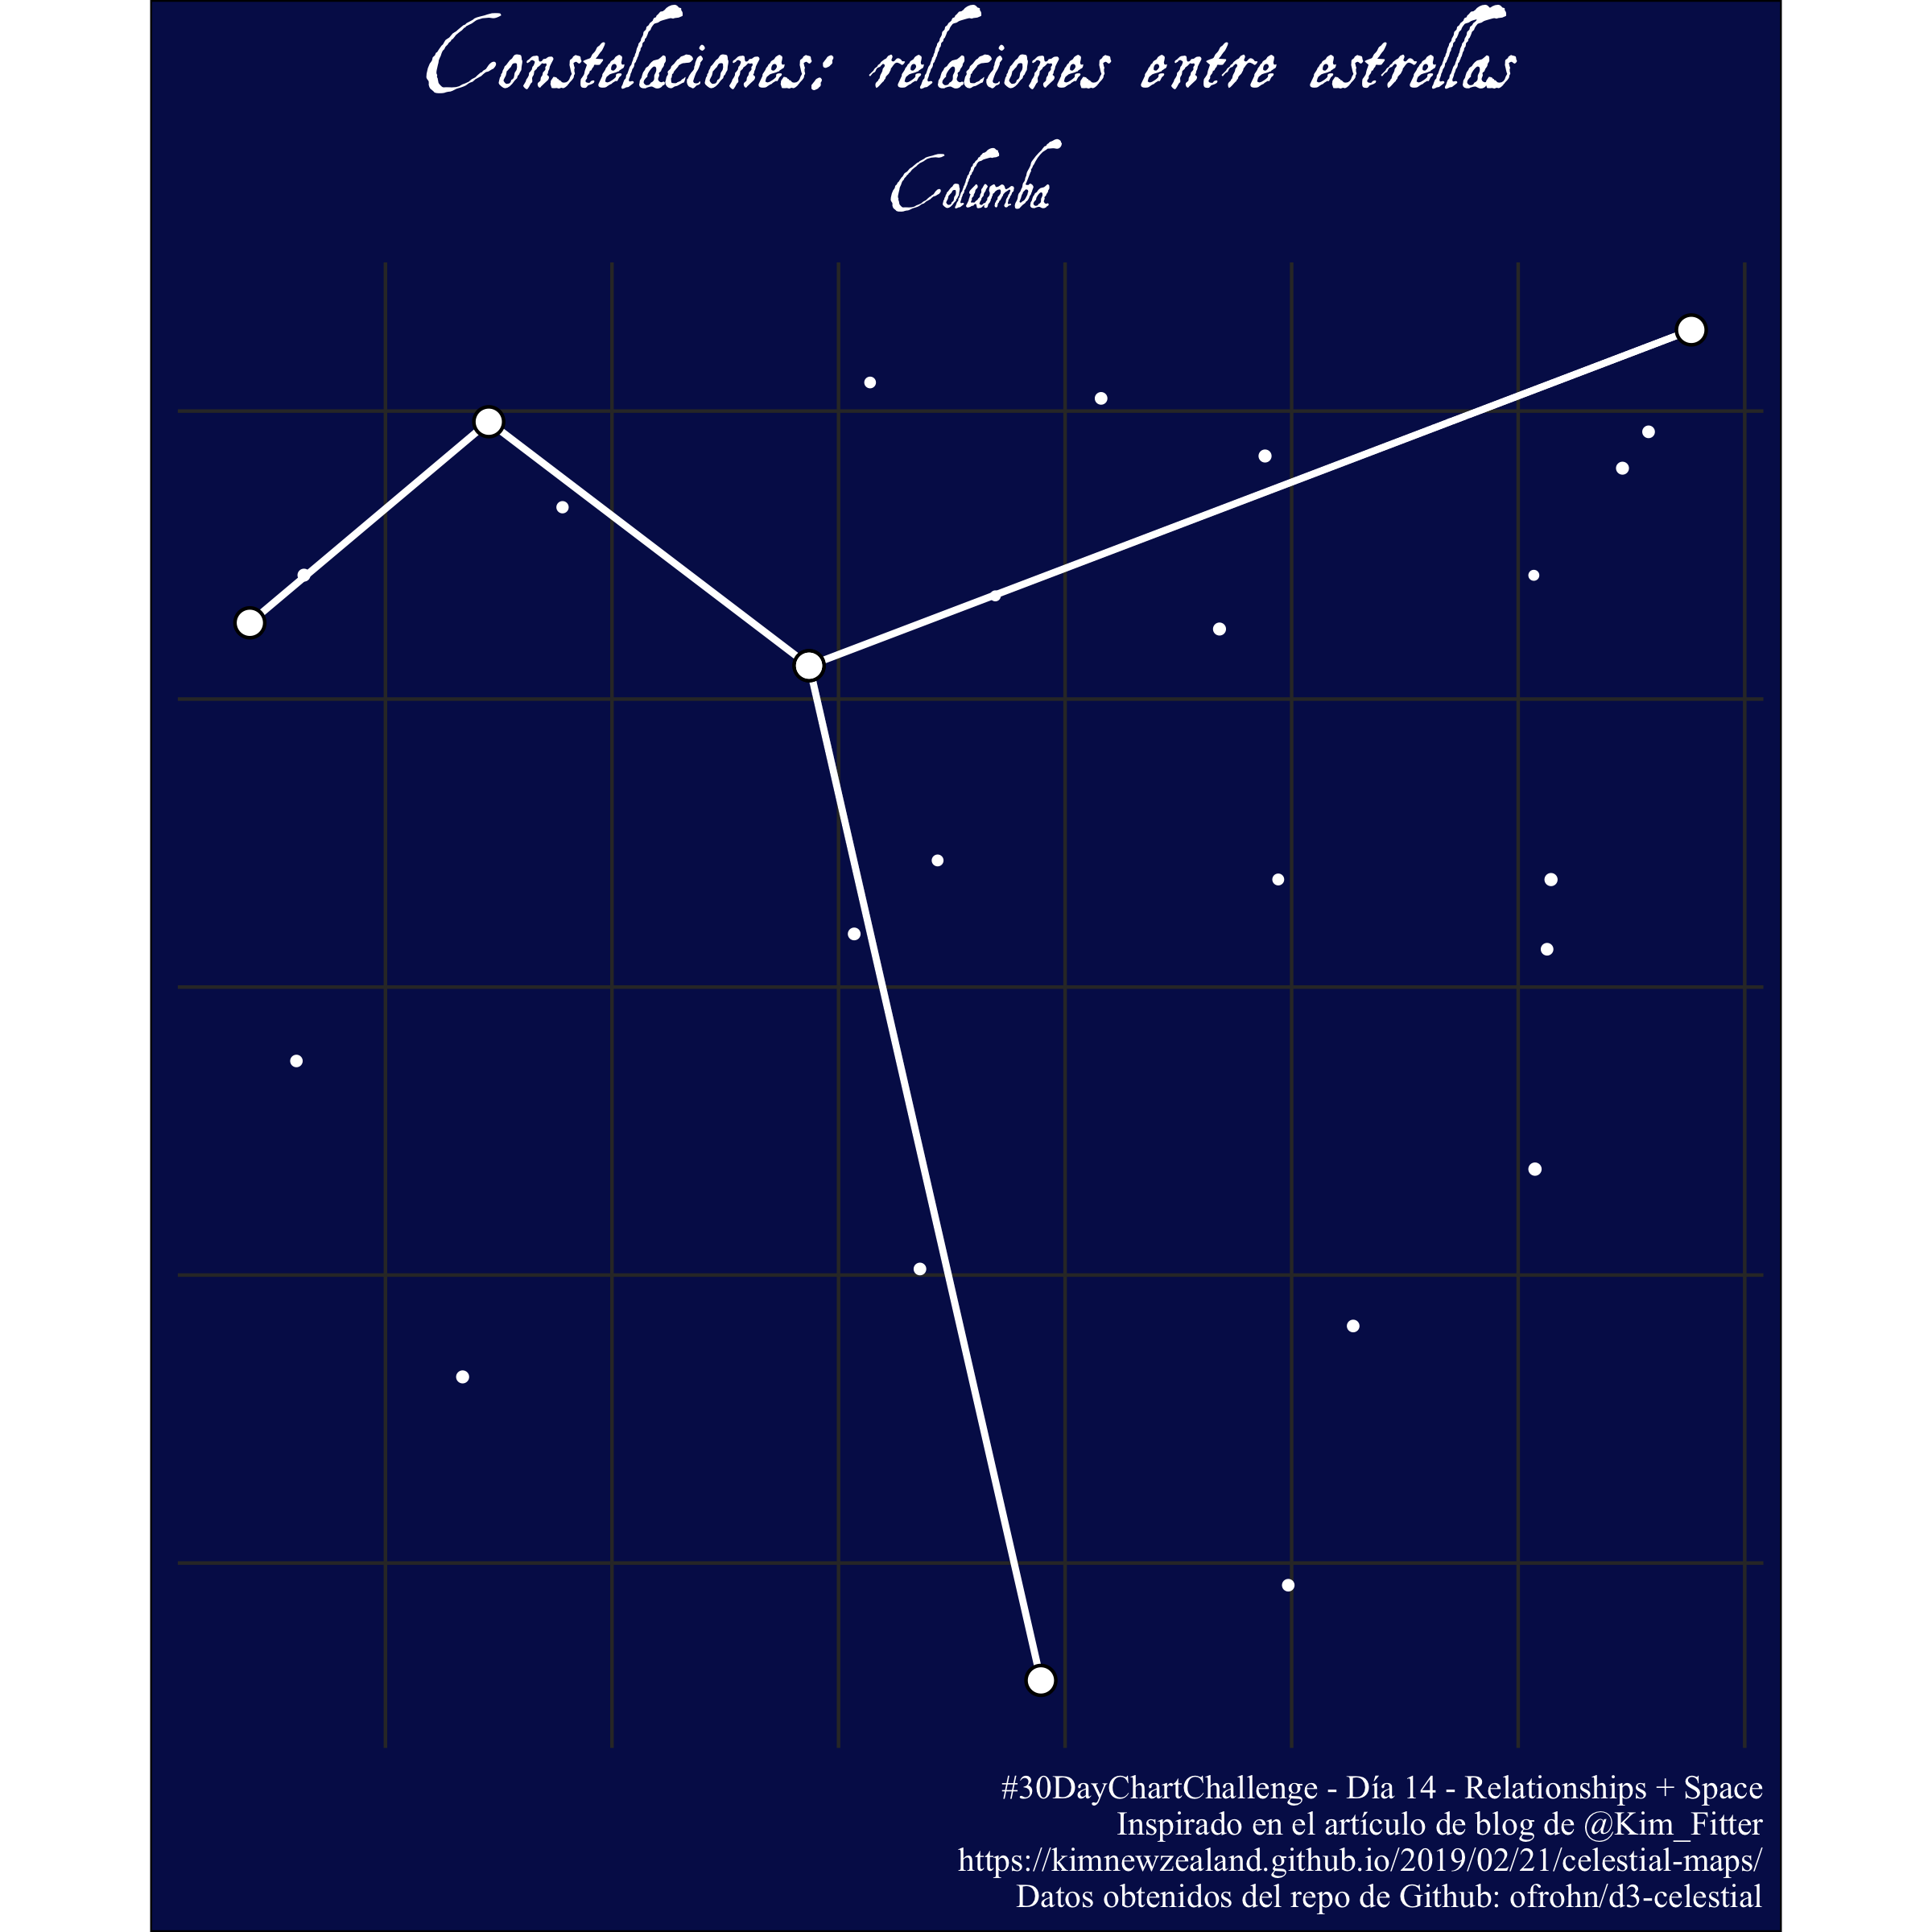 Constelaciones: relaciones entre estrellas
Columba
#30DayChartChallenge - Día 14 - Relationships + Space
Inspirado en el artículo de blog de @Kim_Fitter
https://kimnewzealand.github.io/2019/02/21/celestial-maps/
Datos obtenidos del repo de Github: ofrohn/d3-celestial